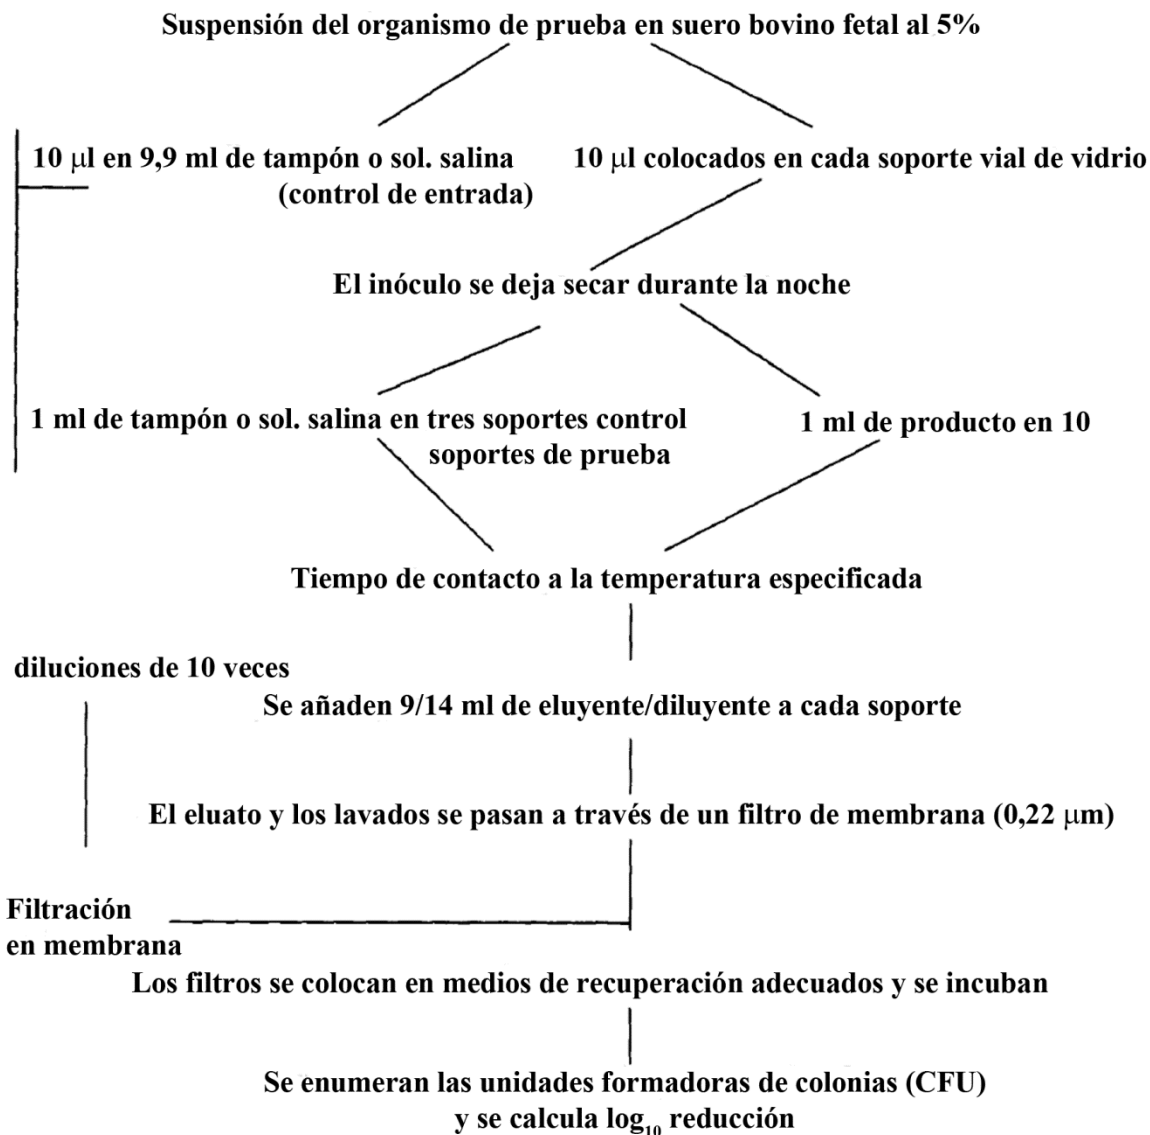 Suspensión del organismo de prueba en suero bovino fetal al 5%
10 µl en 9,9 ml de tampón o sol. salina
(control de entrada)
10 µl colocados en cada soporte vial de vidrio
El inóculo se deja secar durante la noche
1 ml de tampón o sol. salina en tres soportes control
soportes de prueba
1 ml de producto en 10
Tiempo de contacto a la temperatura especificada
diluciones de 10 veces
Se añaden 9/14 ml de eluyente/diluyente a cada soporte
El eluato y los lavados se pasan a través de un filtro de membrana (0,22 µm)
Filtración
en membrana
Los filtros se colocan en medios de recuperación adecuados y se incuban
Se enumeran las unidades formadoras de colonias (CFU)
y se calcula log₁₀ reducción